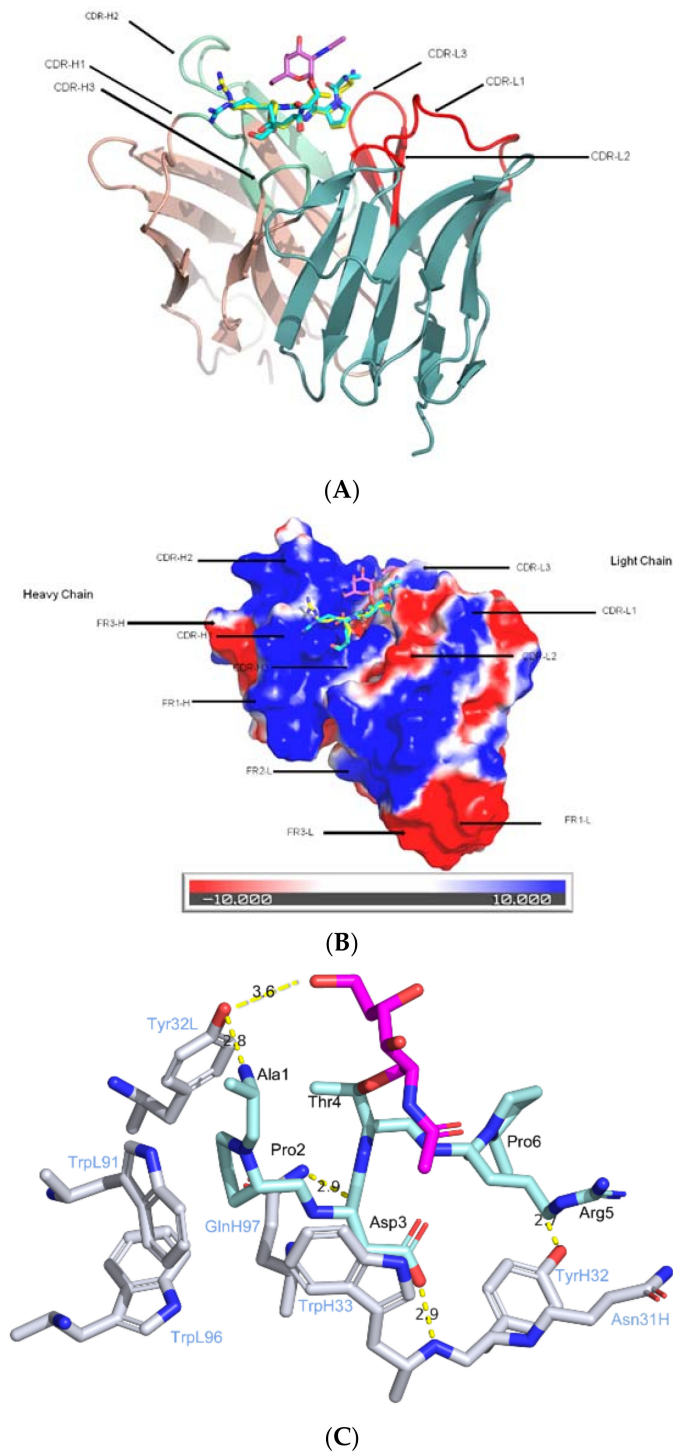 CDR-H2
CDR-H1
CDR-H3
CDR-L3
CDR-L1
CDR-L2
(A)
CDR-H2
CDR-L3
Light Chain
Heavy Chain
CDR-L1
FR3-H
CDR-H1
CDR-L2
FR1-H
FR2-L
FR3-L
FR1-L
-10.000
10.000
(B)
3.6
Tyr32L
2.8
Ala1
Thr4
TrpL91
Pro2
Pro6
2.9
Arg5
GlnH97
Asp3
TrpH33
TyrH32
2.9
Asn31H
TrpL96
(C)